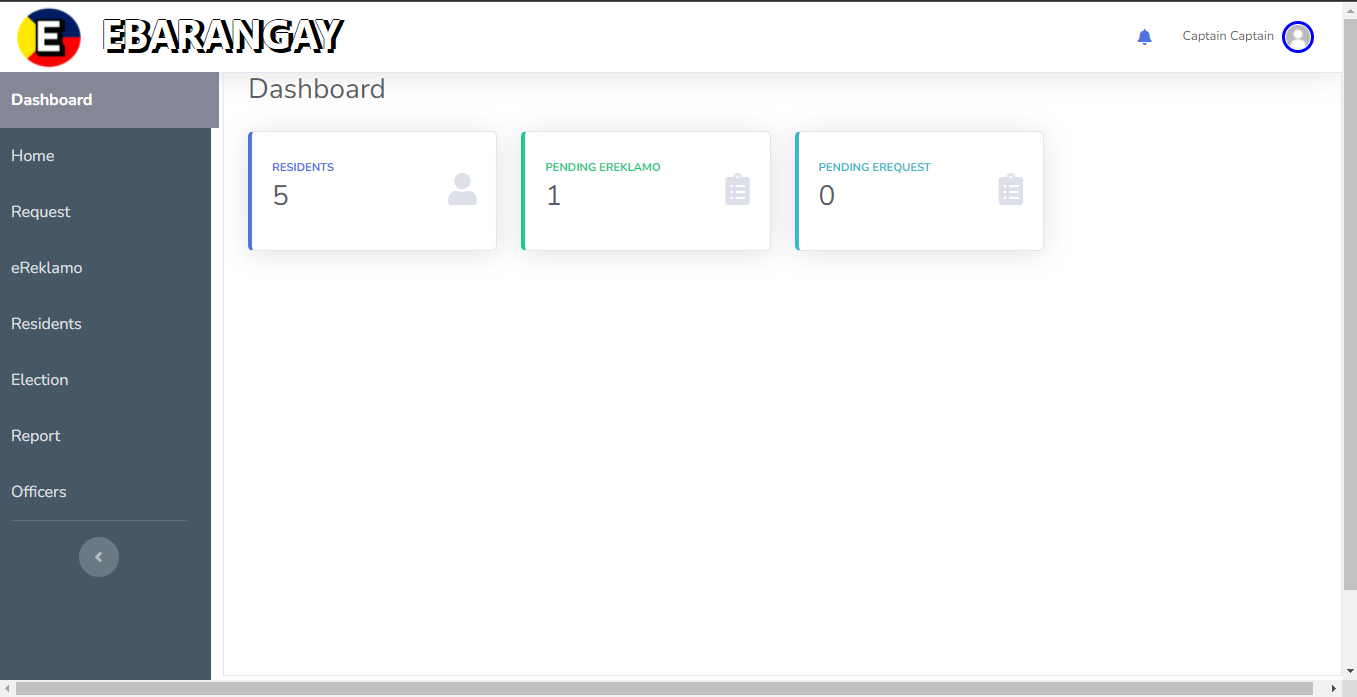 E EBARANGAY
Captain Captain
Dashboard
Home
Request
eReklamo
Residents
Election
Report
Officers
Dashboard
RESIDENTS
5
PENDING EREKLAMO
1
PENDING EREQUEST
0